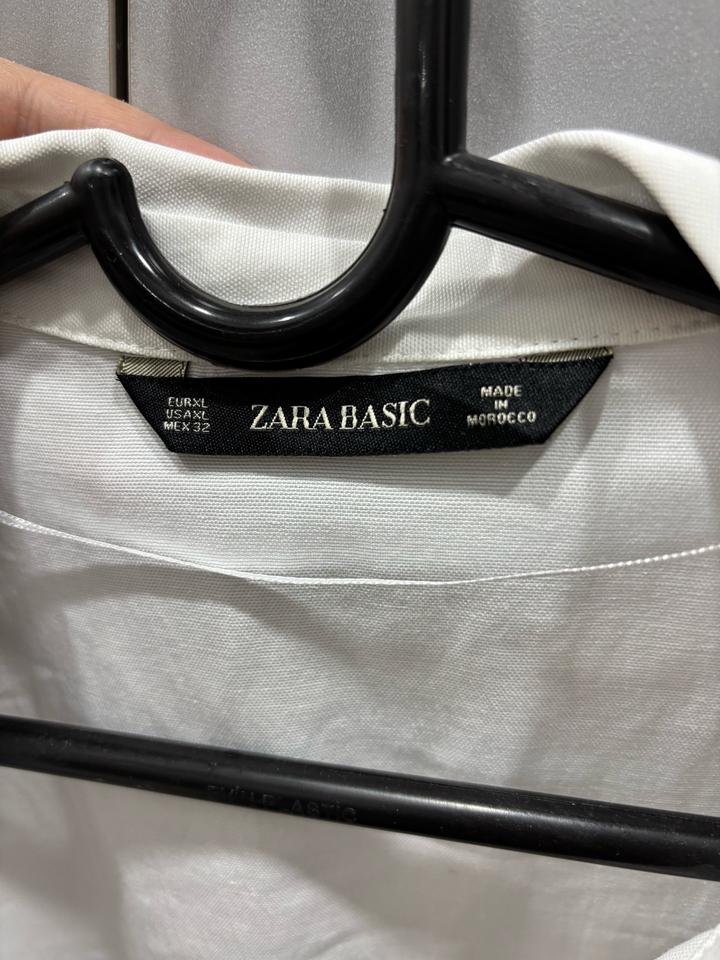 EUR XL
USA XL
MEX 32
ZARA BASIC
MADE
IN
MOROCCO